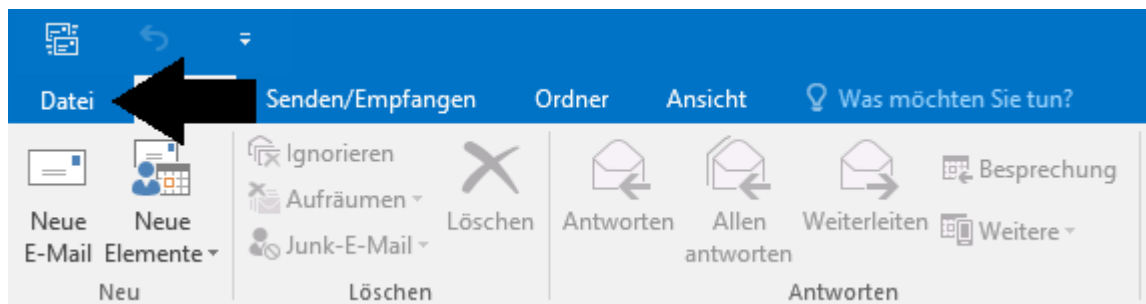 Datei Senden/Empfangen Ordner Ansicht Was möchten Sie tun?
Neue E-Mail
Neue Elemente
Ignorieren
Aufräumen
Junk-E-Mail
Löschen
Antworten
Allen antworten
Weiterleiten
Besprechung
Weitere
Neu Löschen Antworten